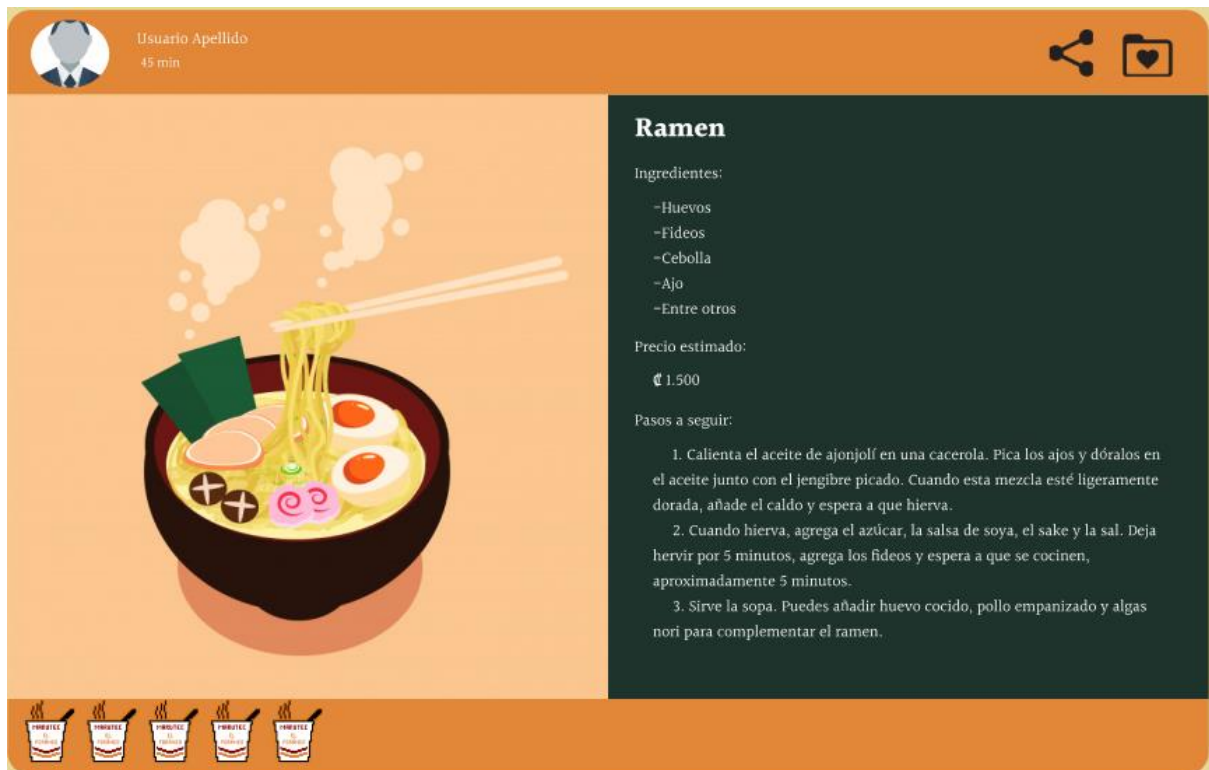 Usuario Apellido
45 min
Ramen
Ingredientes:
-Huevos
-Fideos
-Cebolla
-Ajo
-Entre otros
Precio estimado:
₡ 1.500
Pasos a seguir:
1. Calienta el aceite de ajonjolí en una cacerola. Pica los ajos y dóralos en
el aceite junto con el jengibre picado. Cuando esta mezcla esté ligeramente
dorada, añade el caldo y espera a que hierva.
2. Cuando hierva, agrega el azúcar, la salsa de soya, el sake y la sal. Deja
hervir por 5 minutos, agrega los fideos y espera a que se cocinen,
aproximadamente 5 minutos.
3. Sirve la sopa. Puedes añadir huevo cocido, pollo empanizado y algas
nori para complementar el ramen.